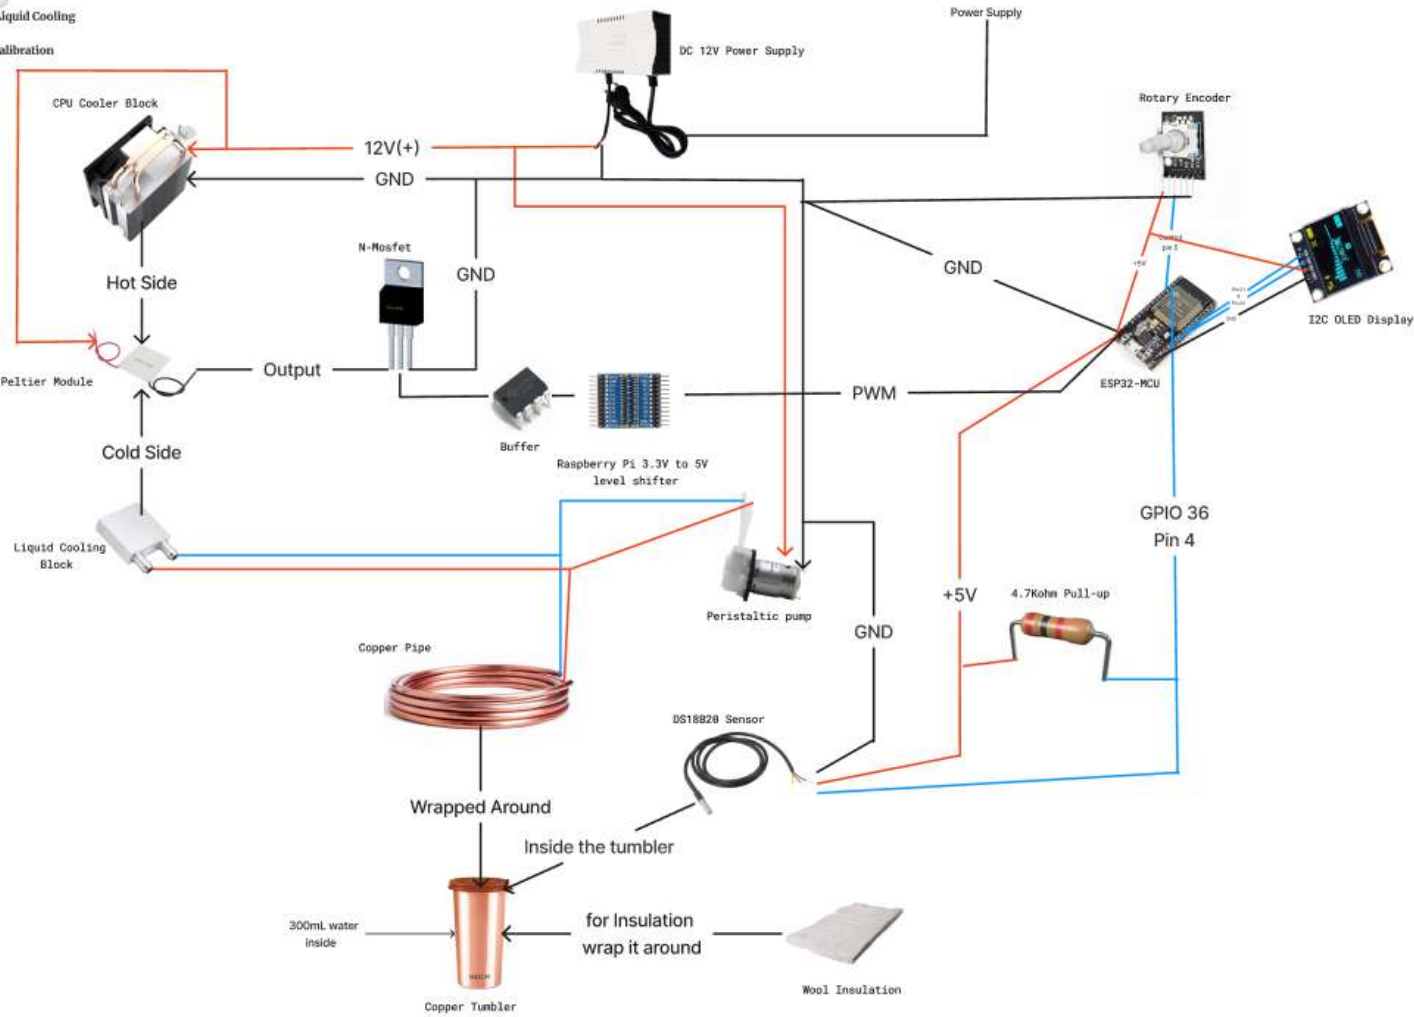 iquid Cooling
alibration
Power Supply
DC 12V Power Supply
Rotary Encoder
CPU Cooler Block
12V(+)
GND
N-Mosfet
GND
GND
+5V
pin 5
Hot Side
I2C OLED Display
Peltier Module
Output
ESP32-MCU
PWM
Buffer
Cold Side
Raspberry Pi 3.3V to 5V
level shifter
GPIO 36
Pin 4
Liquid Cooling
Block
+5V
4.7Kohm Pull-up
Peristaltic pump
GND
Copper Pipe
DS18B20 Sensor
Wrapped Around
Inside the tumbler
300mL water
inside
for Insulation
wrap it around
Wool Insulation
Copper Tumbler